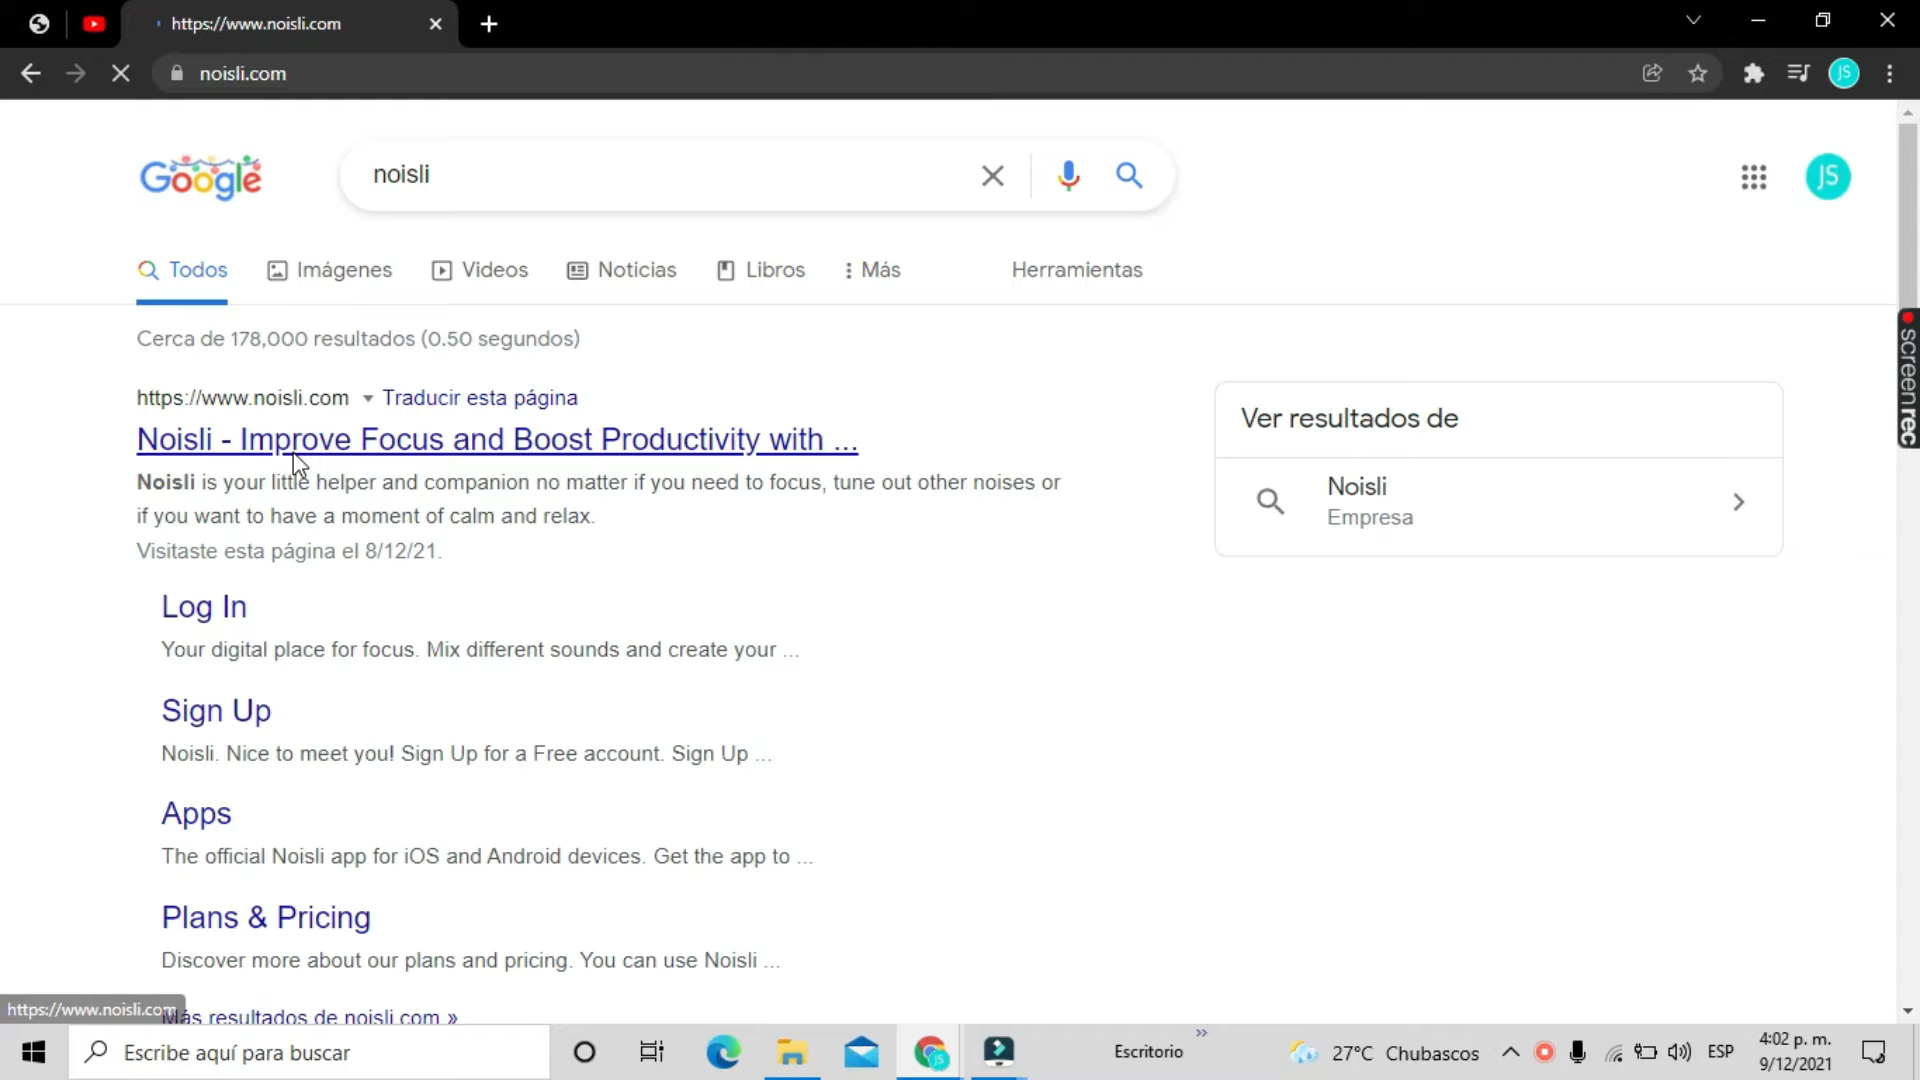 https://www.noisli.com
noisli.com
Google
noisli
JS
JS
Todos
Imágenes
Videos
Noticias
Libros
Más
Herramientas
Cerca de 178,000 resultados (0.50 segundos)
https://www.noisli.com Traducir esta página
Noisli - Improve Focus and Boost Productivity with ...
Noisli is your little helper and companion no matter if you need to focus, tune out other noises or
if you want to have a moment of calm and relax.
Visitaste esta página el 8/12/21.
Ver resultados de
Noisli
Empresa
screenrec
Log In
Your digital place for focus. Mix different sounds and create your ...
Sign Up
Noisli. Nice to meet you! Sign Up for a Free account. Sign Up ...
Apps
The official Noisli app for iOS and Android devices. Get the app to ...
Plans & Pricing
Discover more about our plans and pricing. You can use Noisli ...
https://www.noisli.com
Más resultados de noisli.com »
Escribe aquí para buscar
JS
Escritorio
»
27°C Chubascos
ESP
4:02 p. m.
9/12/2021